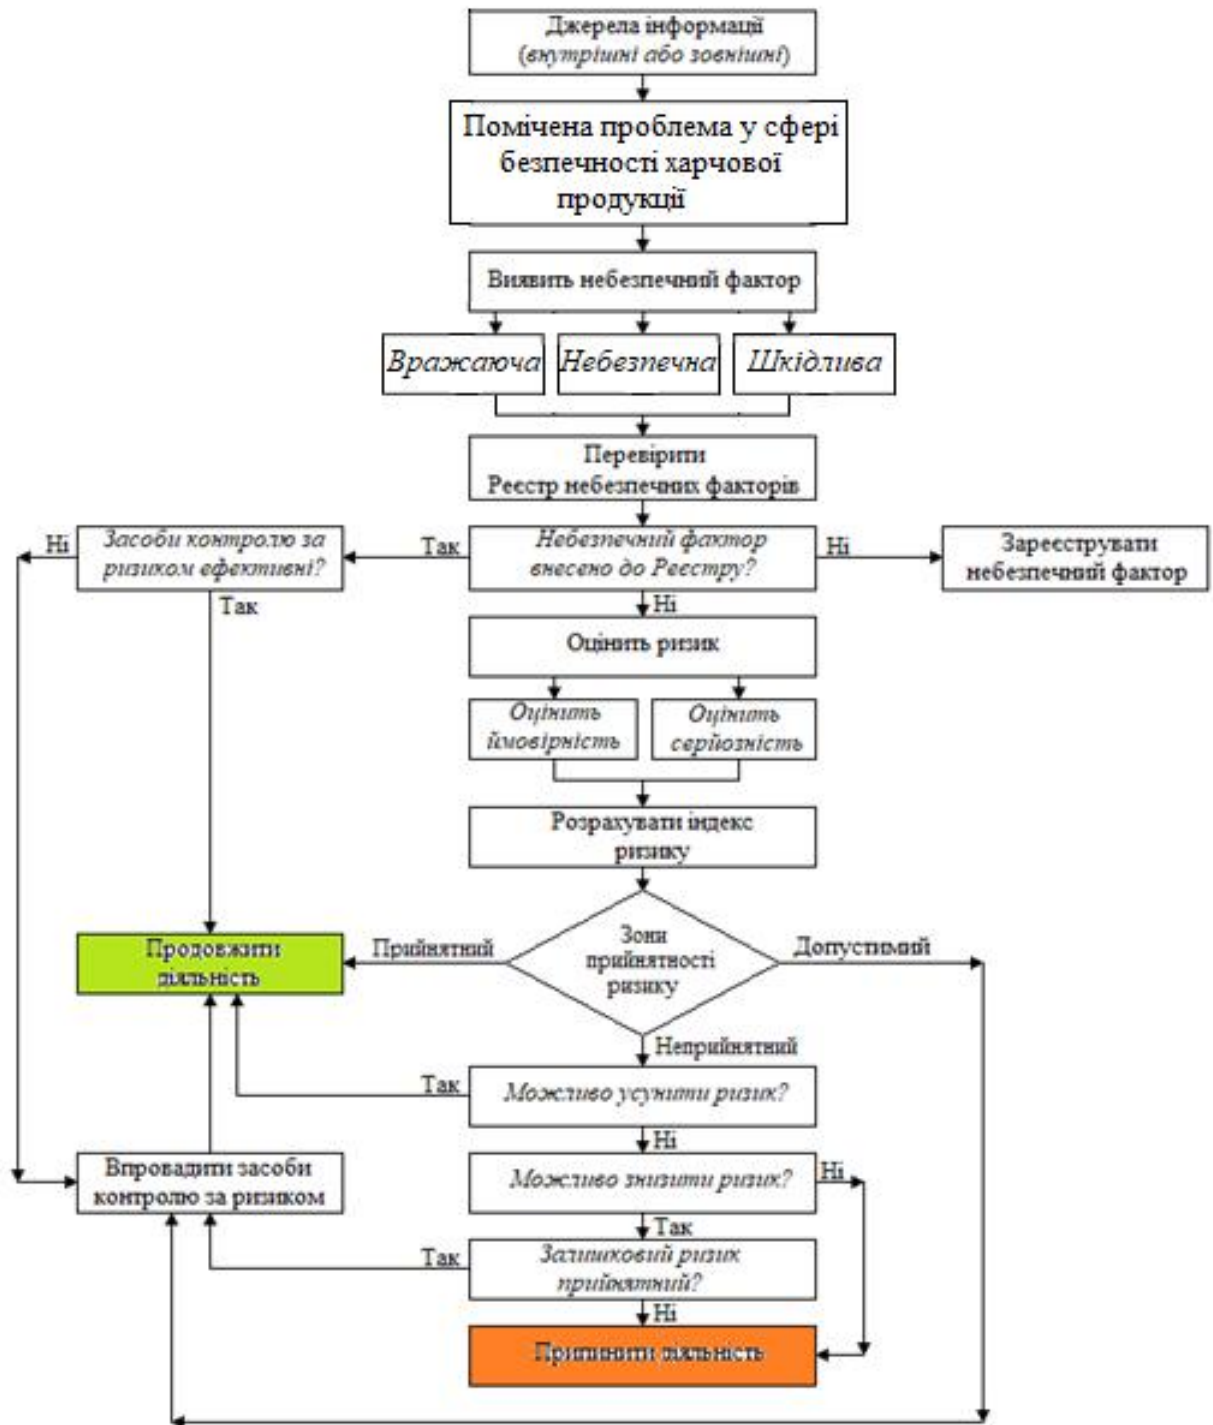 Джерела інформації
(внутрішні або зовнішні)
Помічена проблема у сфері
безпечності харчової
продукції
Виявить небезпечний фактор
Вражаюча
Небезпечна
Шкідлива
Перевірити
Реєстр небезпечних факторів
Ні
Засоби контролю за
ризиком ефективні?
Так
Небезпечний фактор
внесено до Реєстру?
Ні
Зареєструвати
небезпечний фактор
Так
Ні
Оцінить ризик
Оцінить
ймовірність
Оцінить
серйозність
Розрахувати індекс
ризику
Продовжити
діяльність
Прийнятний
Зони
прийнятності
ризику
Допустимий
Неприйнятний
Так
Можливо усунити ризик?
Ні
Впровадити засоби
контролю за ризиком
Можливо знизити ризик?
Ні
Так
Так
Залишковий ризик
прийнятний?
Ні
Припинити діяльність